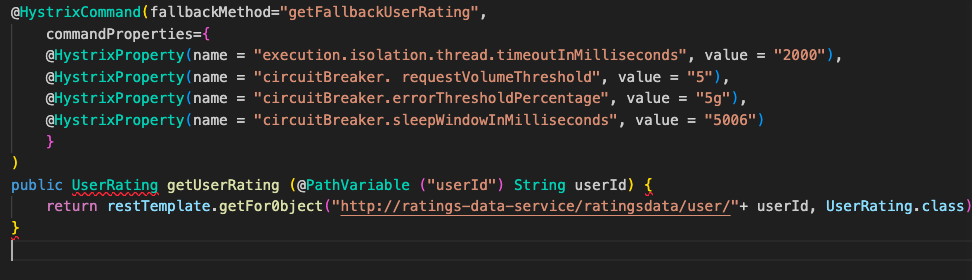 @HystrixCommand(fallbackMethod="getFallbackUserRating",
    commandProperties={
    @HystrixProperty(name = "execution.isolation.thread.timeoutInMilliseconds", value = "2000"),
    @HystrixProperty(name = "circuitBreaker. requestVolumeThreshold", value = "5"),
    @HystrixProperty(name = "circuitBreaker.errorThresholdPercentage", value = "5g"),
    @HystrixProperty(name = "circuitBreaker.sleepWindowInMilliseconds", value = "5006")
    }
)
public UserRating getUserRating (@PathVariable ("userId") String userId) {
    return restTemplate.getFor0bject("http://ratings-data-service/ratingsdata/user/"+ userId, UserRating.class)
}